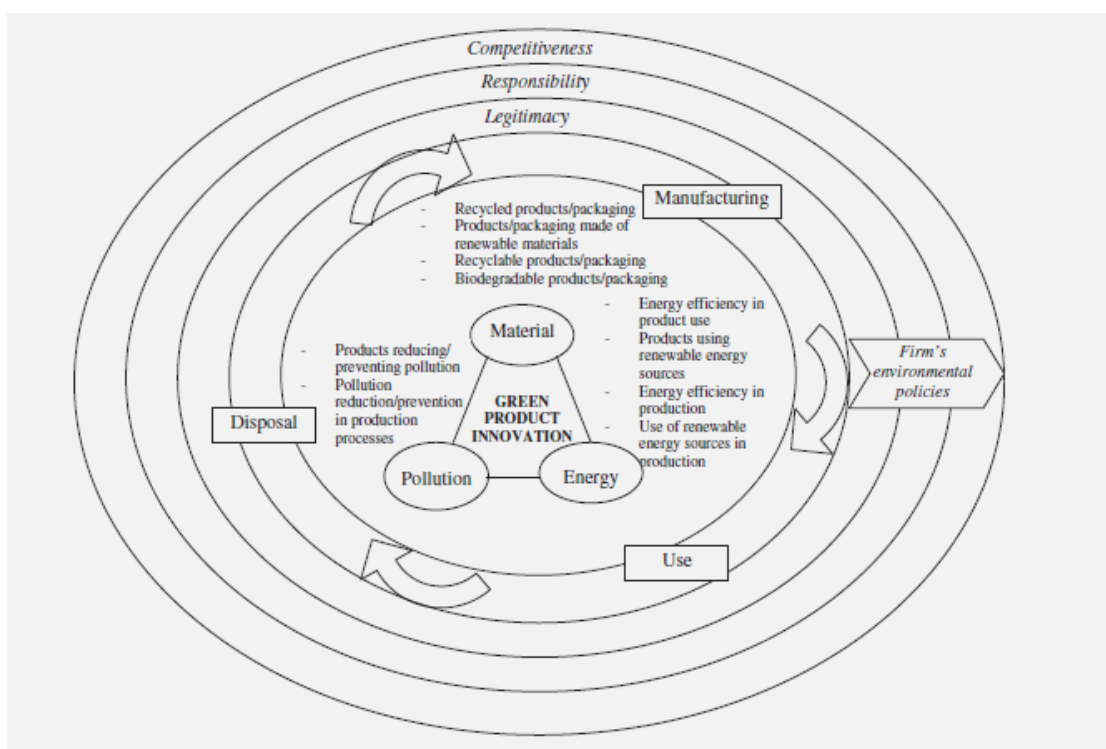 Competitiveness
Responsibility
Legitimacy
Manufacturing
- Recycled products/packaging
- Products/packaging made of
renewable materials
- Recyclable products/packaging
- Biodegradable products/packaging
- Energy efficiency in
product use
- Products using
renewable energy
sources
- Energy efficiency in
production
- Use of renewable
energy sources in
production
Material
- Products reducing/
preventing pollution
- Pollution
reduction/prevention
in production
processes
GREEN
PRODUCT
INNOVATION
Firm's
environmental
policies
Disposal
Pollution
Energy
Use